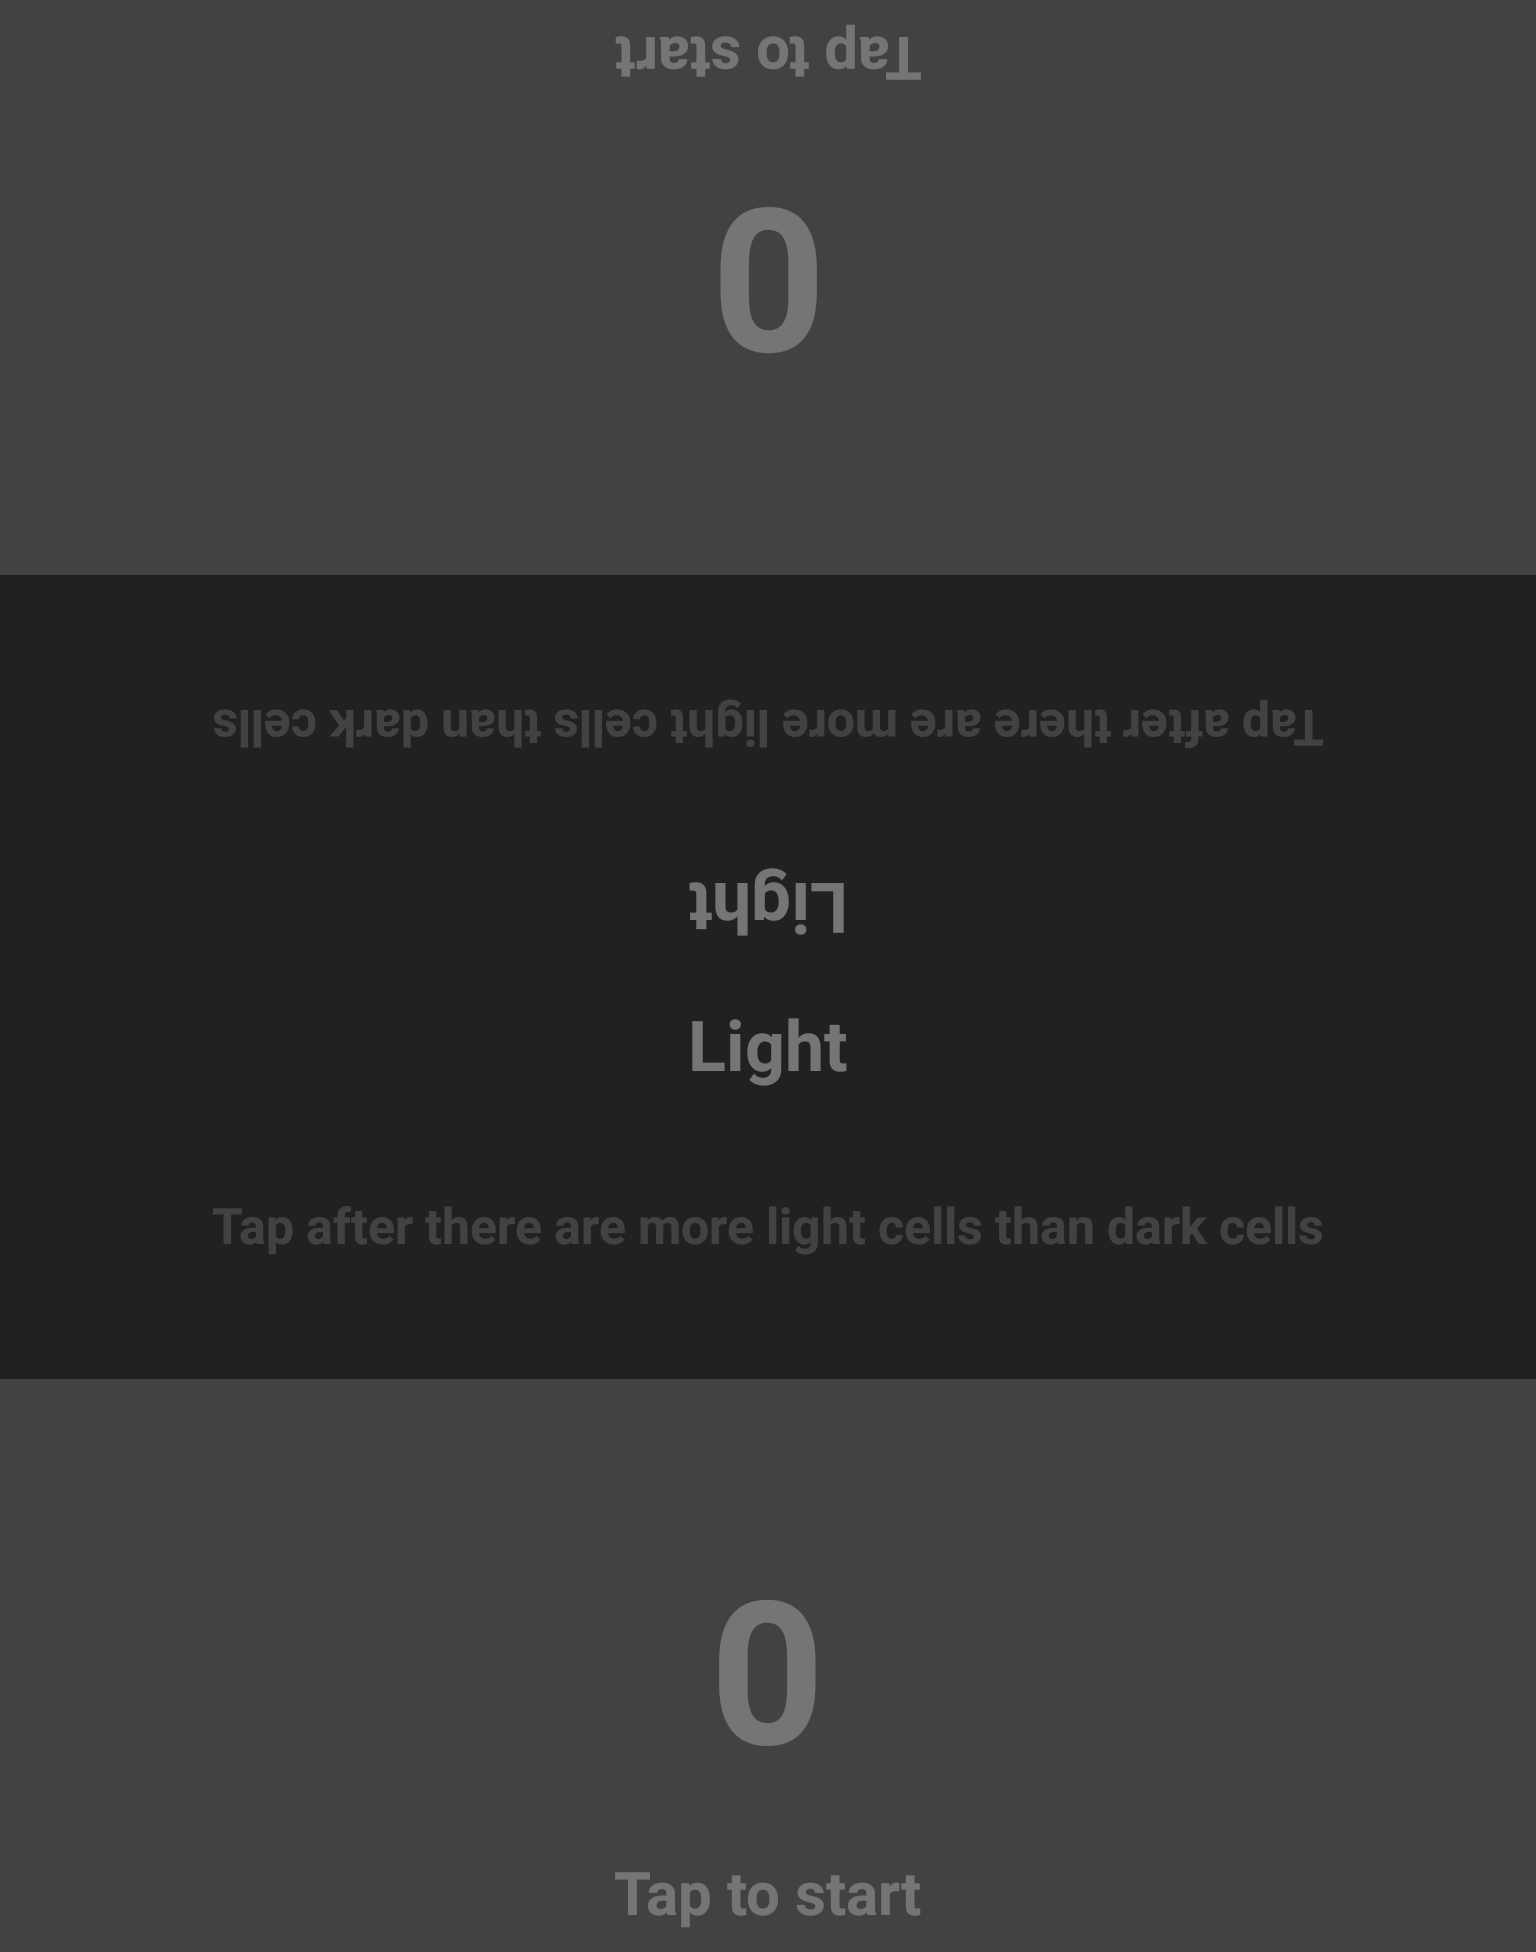 Tap to start
0
Tap after there are more light cells than dark cells
Light
Light
Tap after there are more light cells than dark cells
0
Tap to start